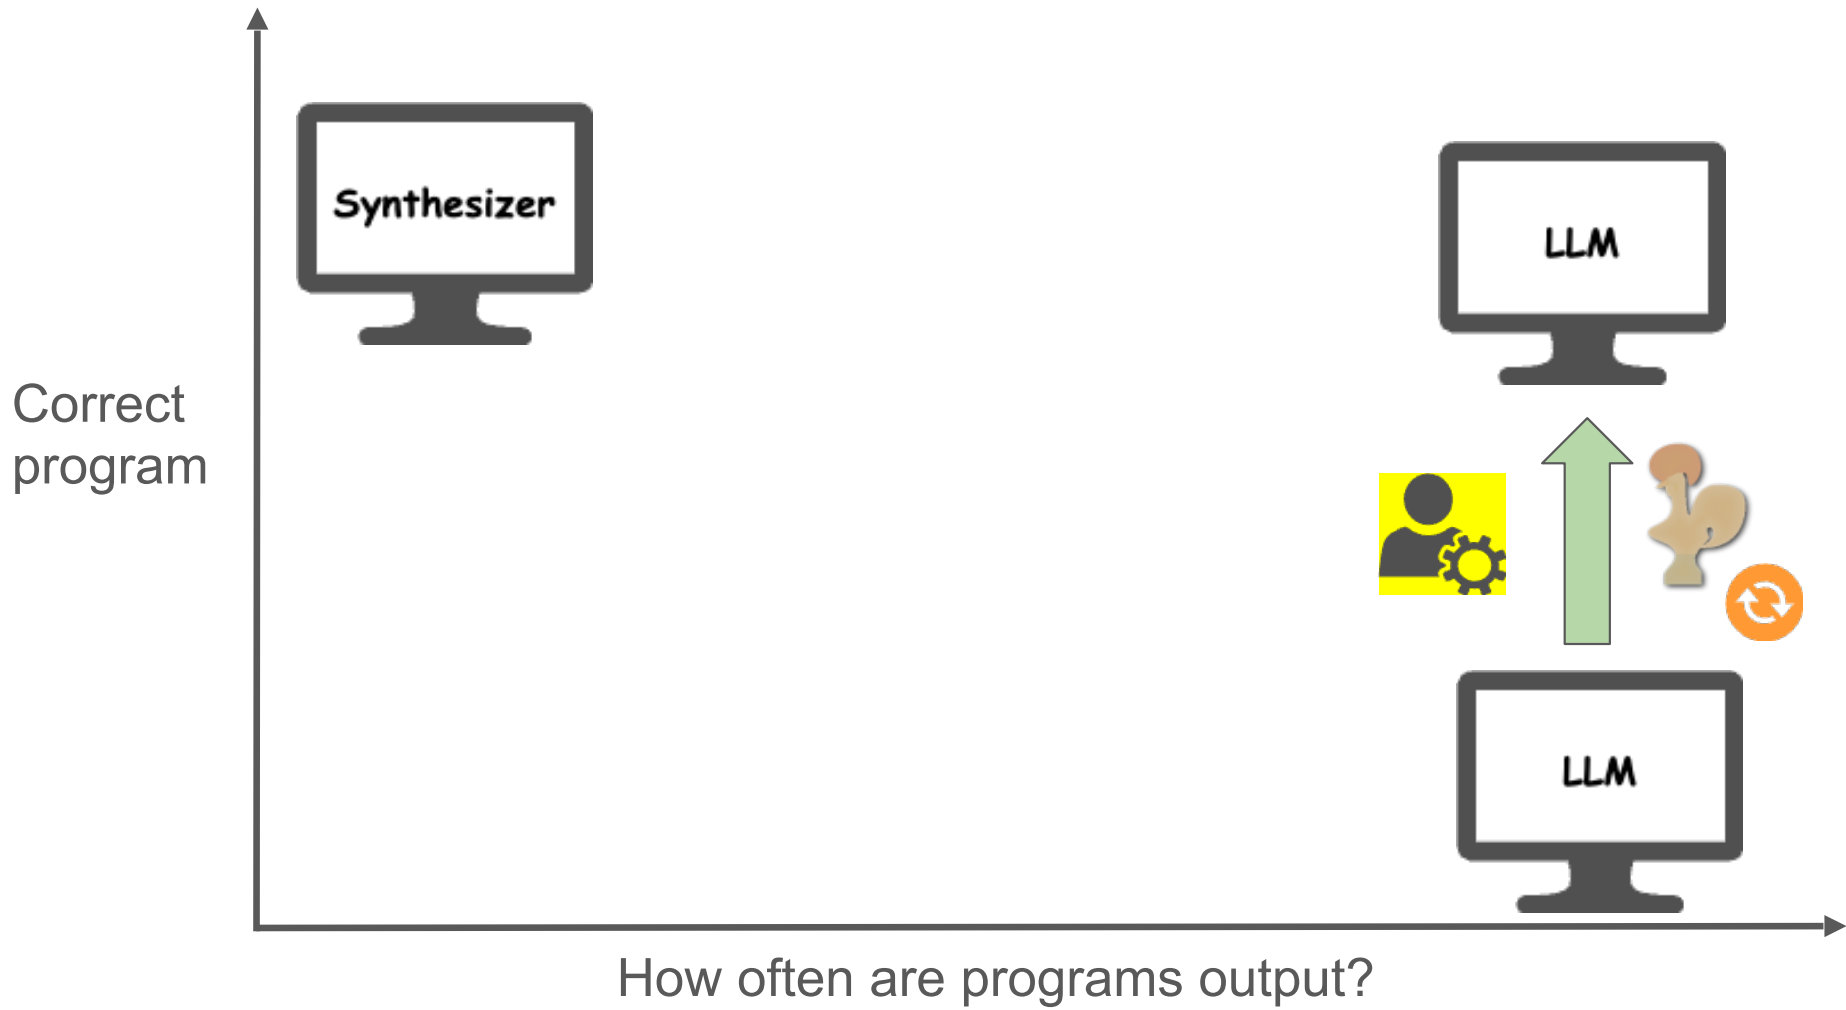 Synthesizer
LLM
Correct
program
LLM
How often are programs output?